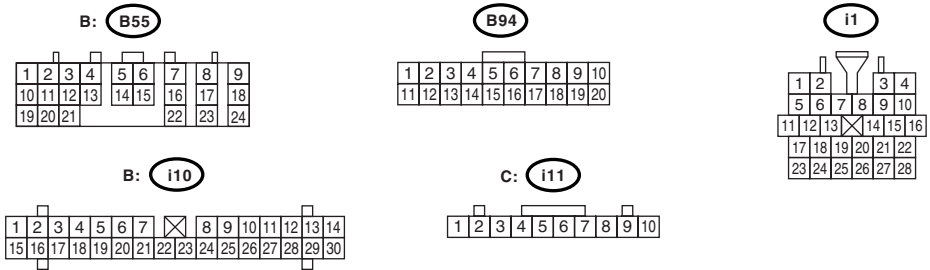 B: B55
1 2 3 4 5 6 7 8 9
10 11 12 13 14 15 16 17 18
19 20 21 22 23 24
B94
1 2 3 4 5 6 7 8 9 10
11 12 13 14 15 16 17 18 19 20
i1
1 2 3 4
5 6 7 8 9 10
11 12 13 14 15 16
17 18 19 20 21 22
23 24 25 26 27 28
B: i10
1 2 3 4 5 6 7 8 9 10 11 12 13 14
15 16 17 18 19 20 21 22 23 24 25 26 27 28 29 30
C: i11
1 2 3 4 5 6 7 8 9 10